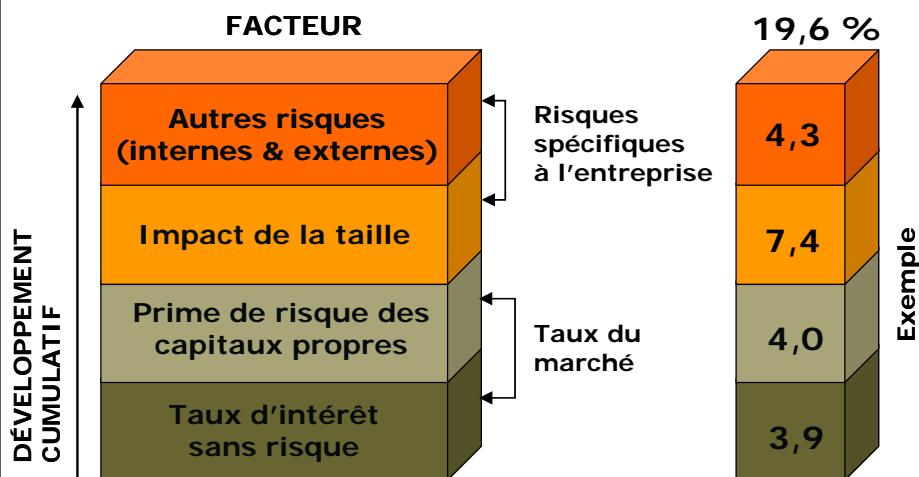 FACTEUR
19,6 %
Autres risques
(internes & externes)
Impact de la taille
Prime de risque des
capitaux propres
Taux d'intérêt
sans risque
Risques
spécifiques
à l'entreprise
Taux du
marché
4,3
7,4
4,0
3,9
DÉVELOPPEMENT
CUMULATIF
Exemple